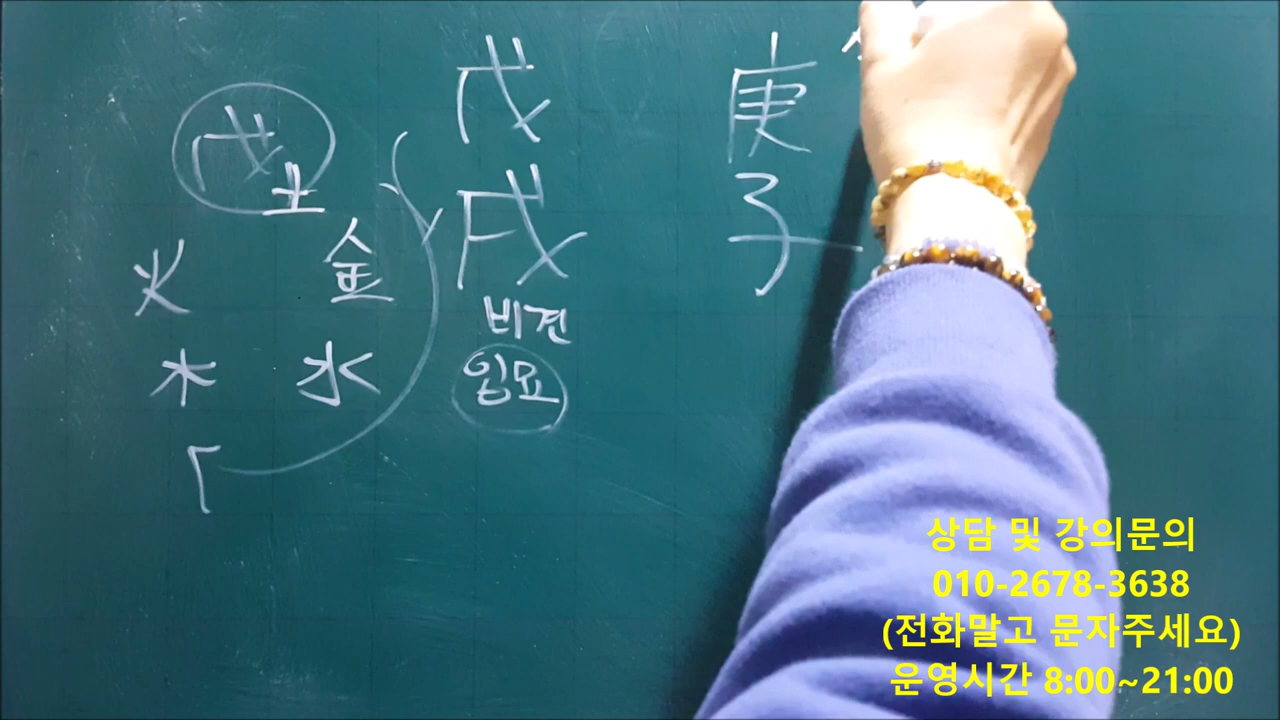 戊土
火 金
木 水
戊
戌
비견
입묘
庚
子
상담 및 강의문의
010-2678-3638
(전화말고 문자주세요)
운영시간 8:00~21:00